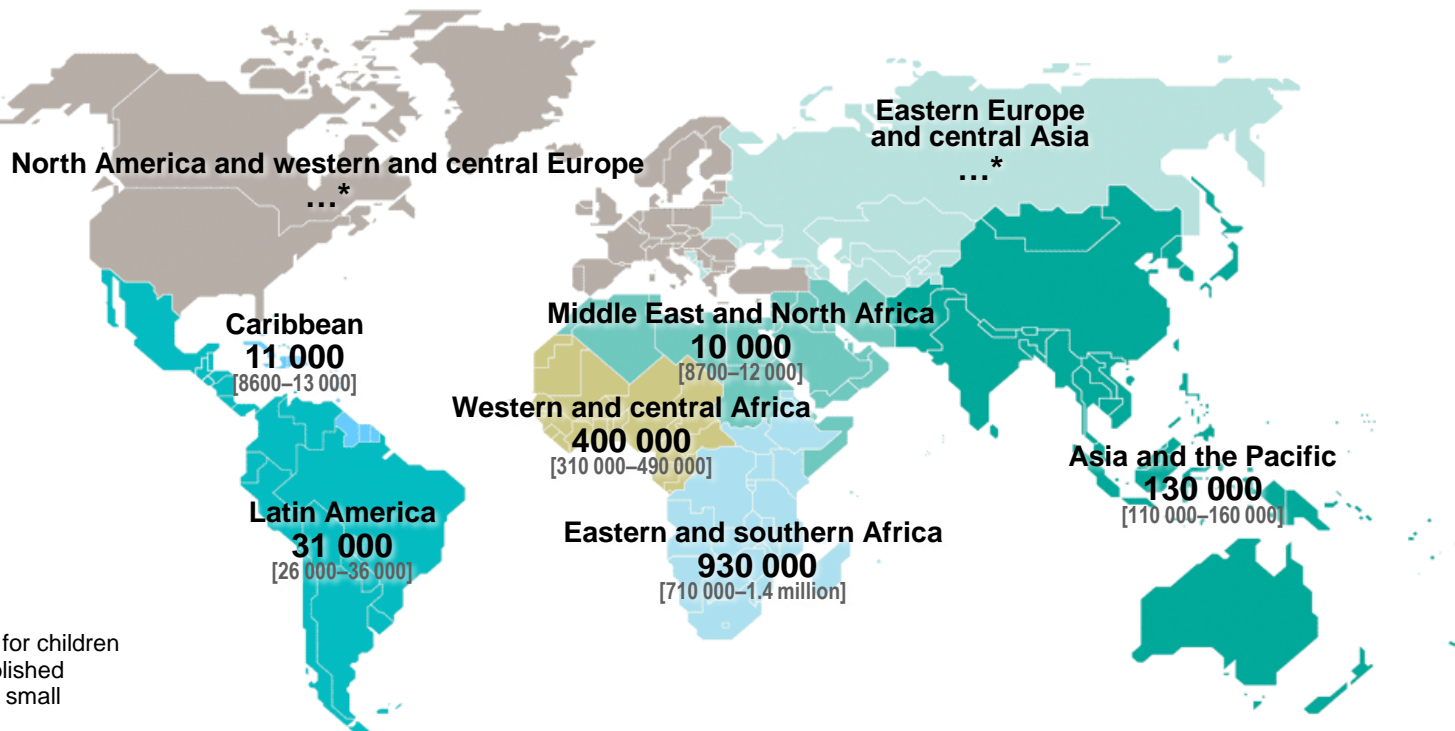 Eastern Europe
and central Asia
...*
North America and western and central Europe
...*
Middle East and North Africa
10 000
[8700–12 000]
Caribbean
11 000
[8600–13 000]
Western and central Africa
400 000
[310 000–490 000]
Asia and the Pacific
130 000
[110 000–160 000]
Latin America
31 000
[26 000–36 000]
Eastern and southern Africa
930 000
[710 000–1.4 million]
for children
lished
small